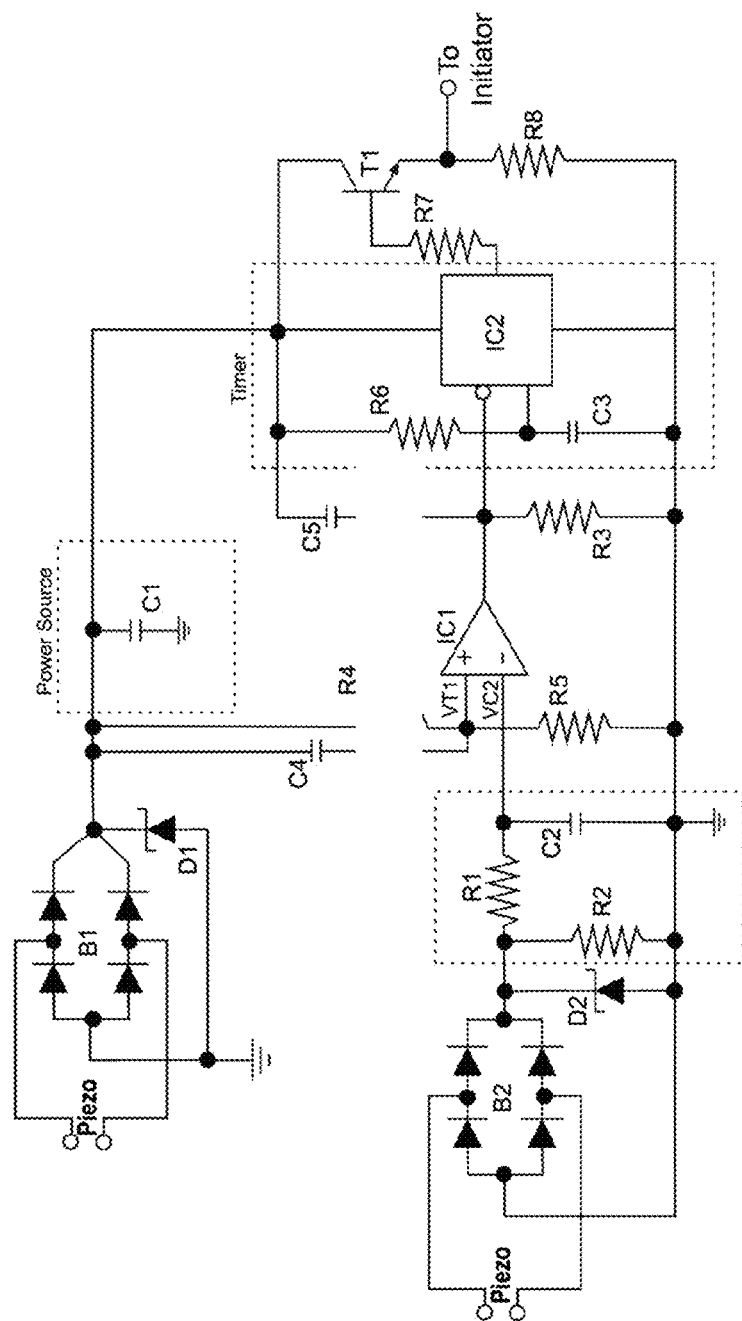 Piezo
B1
D1
Power Source
C1
C4
R4
C5
Timer
R6
IC2
C3
R7
T1
To
Initiator
R8
Piezo
B2
D2
R1
R2
C2
VT1
VC2
+
-
IC1
R5
R3